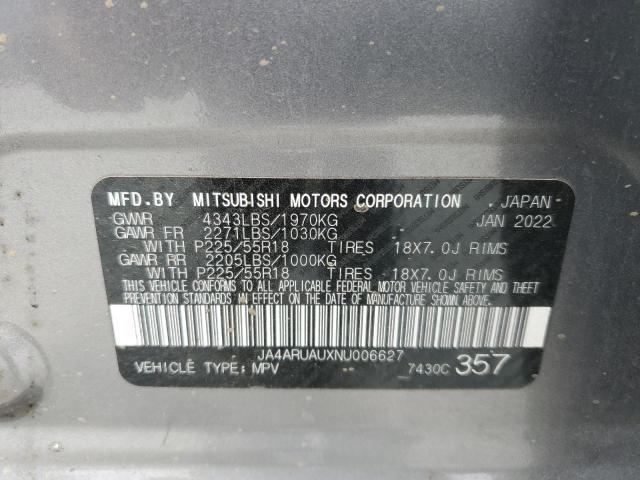 MFD.BY MITSUBISHI MOTORS CORPORATION JAPAN
GVWR 4343LBS/1970KG JAN 2022
GAWR FR 2271LBS/1030KG
WITH P225/55R18 TIRES 18X7.0J RIMS
GAWR RR 2205LBS/1000KG
WITH P225/55R18 TIRES 18X7.0J RIMS
THIS VEHICLE CONFORMS TO ALL APPLICABLE FEDERAL MOTOR VEHICLE SAFETY AND THEFT
PREVENTION STANDARDS IN EFFECT ON THE DATE OF MANUFACTURE SHOWN ABOVE.
JA4ARUAUXNU006627
VEHICLE TYPE: MPV 7430C 357